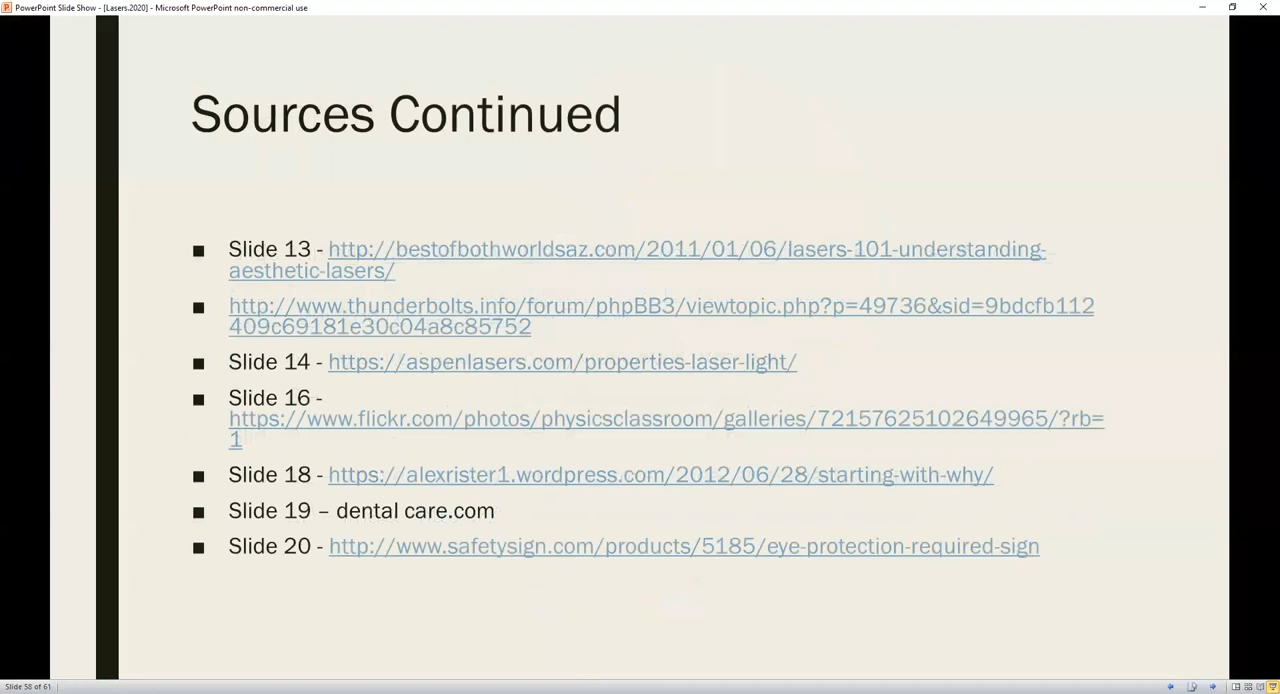 PowerPoint Slide Show - [Lasers.2020] - Microsoft PowerPoint non-commercial use
Sources Continued
■ Slide 13 - http://bestofbothworldsaz.com/2011/01/06/lasers-101-understanding-
aesthetic-lasers/
■ http://www.thunderbolts.info/forum/phpBB3/viewtopic.php?p=49736&sid=9bdcfb112
409c69181e30c04a8c85752
■ Slide 14 - https://aspenlasers.com/properties-laser-light/
■ Slide 16 -
https://www.flickr.com/photos/physicsclassroom/galleries/72157625102649965/?rb=
1
■ Slide 18 - https://alexrister1.wordpress.com/2012/06/28/starting-with-why/
■ Slide 19 – dental care.com
■ Slide 20 - http://www.safetysign.com/products/5185/eye-protection-required-sign
Slide 58 of 61